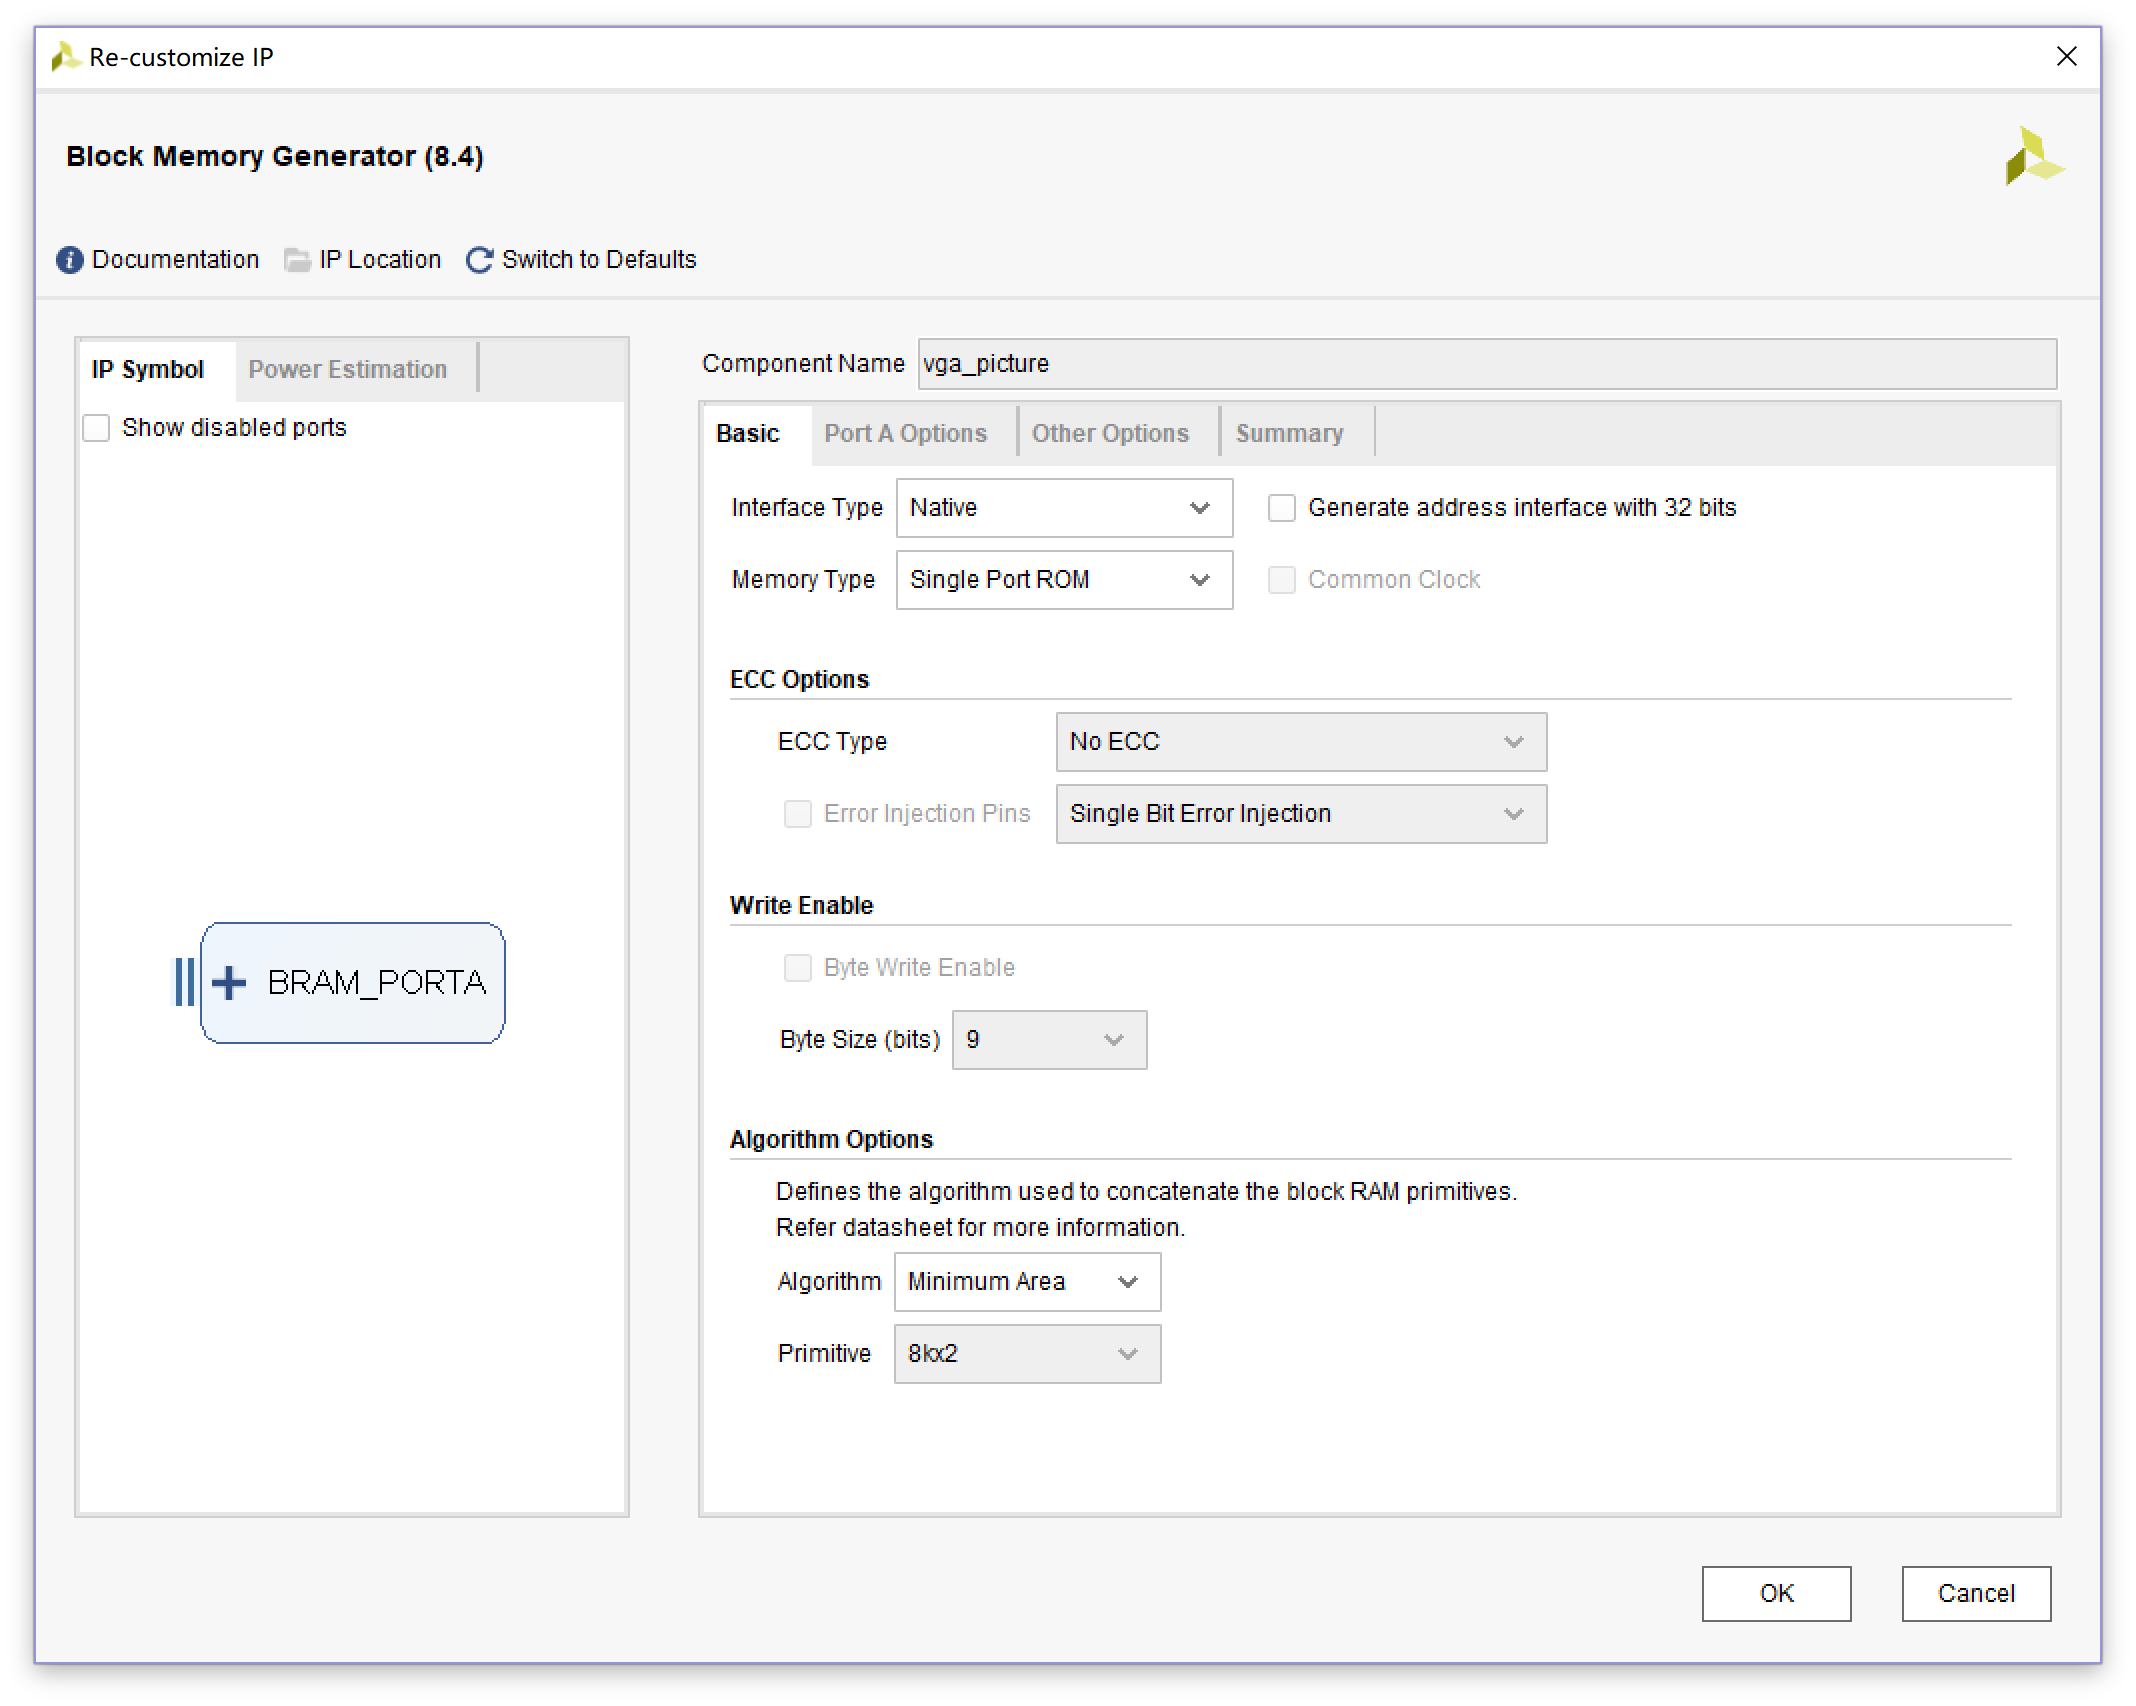 Re-customize IP
Block Memory Generator (8.4)
Documentation IP Location Switch to Defaults
IP Symbol Power Estimation
Show disabled ports
BRAM_PORTA
Component Name vga_picture
Basic Port A Options Other Options Summary
Interface Type Native Generate address interface with 32 bits
Memory Type Single Port ROM Common Clock
ECC Options
ECC Type No ECC
Error Injection Pins Single Bit Error Injection
Write Enable
Byte Write Enable
Byte Size (bits) 9
Algorithm Options
Defines the algorithm used to concatenate the block RAM primitives.
Refer datasheet for more information.
Algorithm Minimum Area
Primitive 8kx2
OK Cancel